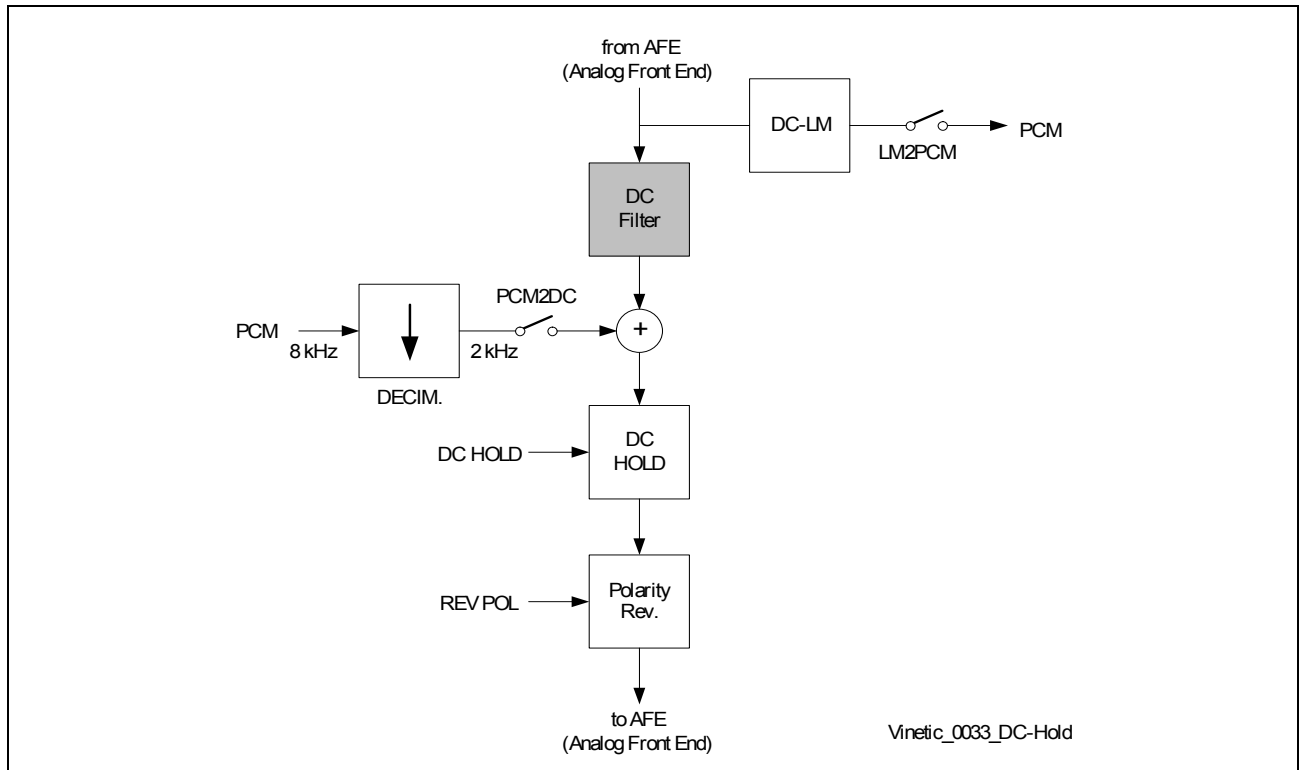 from AFE
(Analog Front End)
DC-LM
PCM
LM2PCM
DC
Filter
PCM2DC
PCM
8 kHz
2 kHz
+
DECIM.
DC HOLD
DC
HOLD
REV POL
Polarity
Rev.
to AFE
(Analog Front End)
Vinetic_0033_DC-Hold